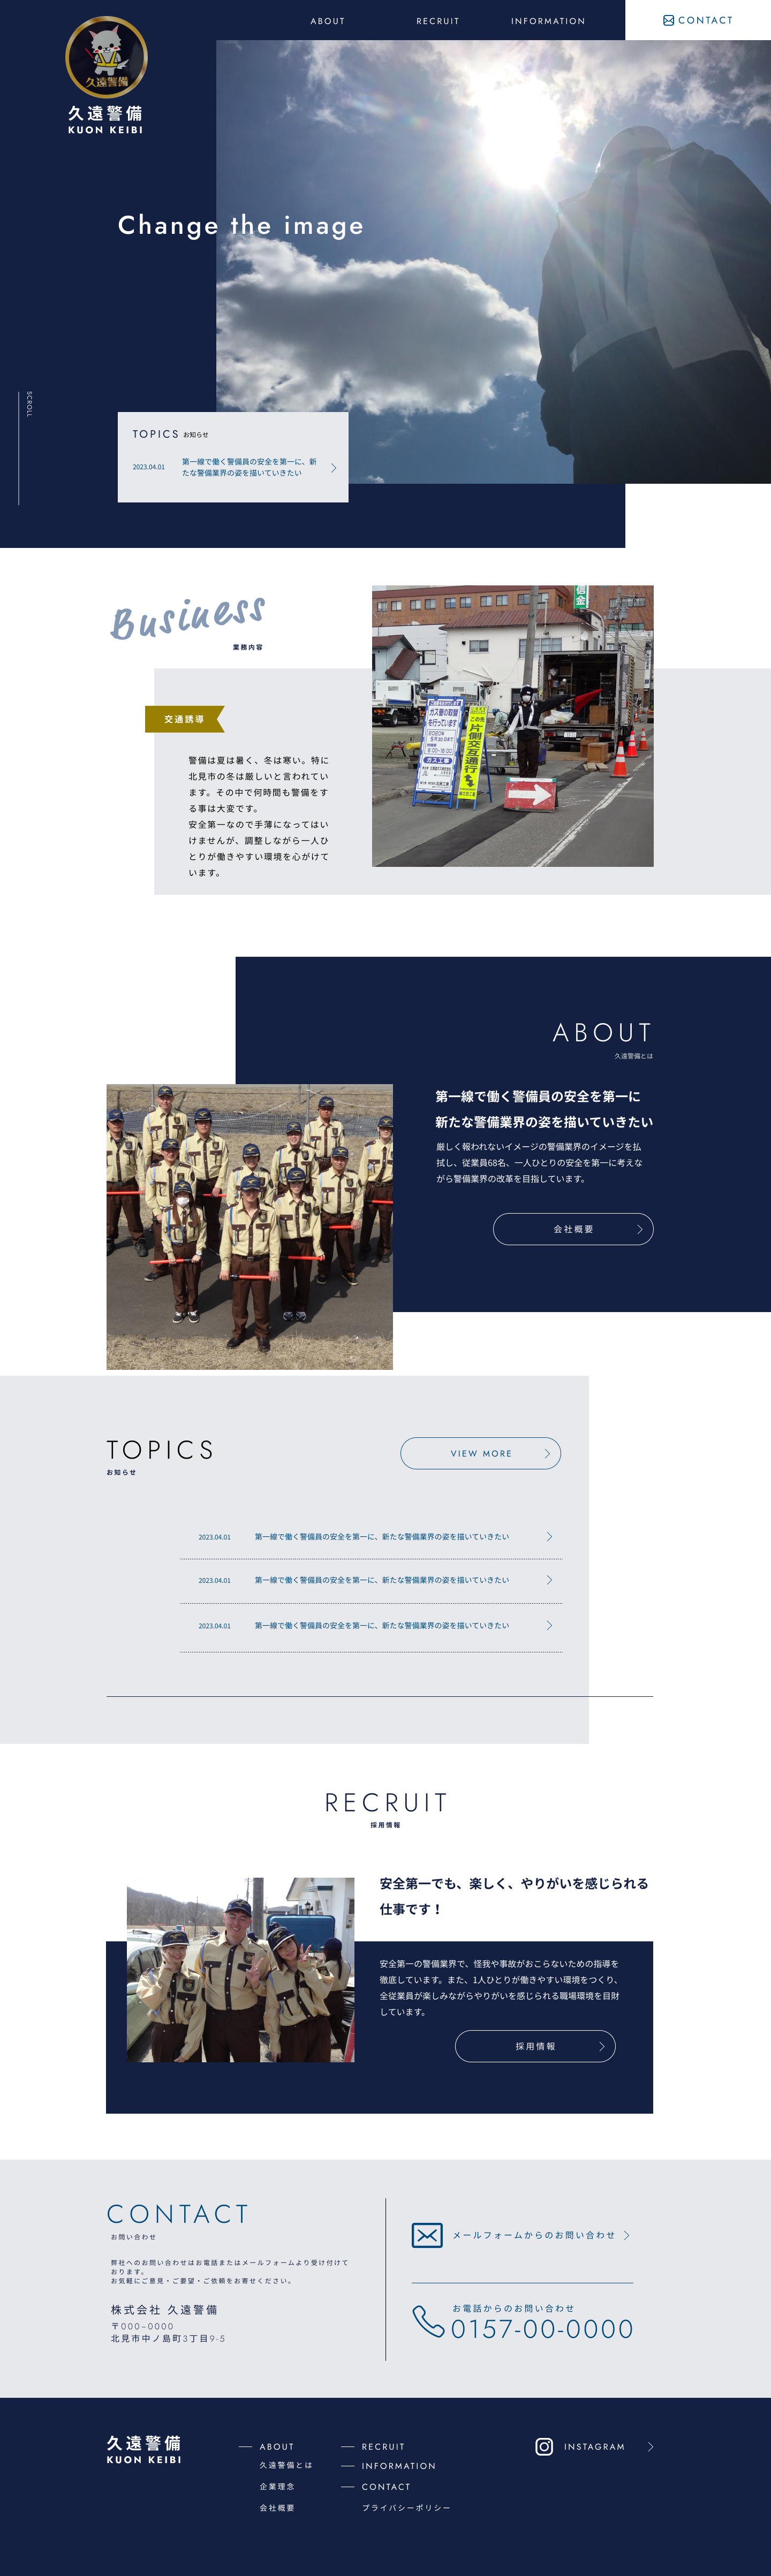 ABOUT
RECRUIT
INFORMATION
CONTACT
久遠警備
久遠警備
KUON KEIBI
Change the image
SCROLL
TOPICS お知らせ
2023.04.01
第一線で働く警備員の安全を第一に、新
たな警備業界の姿を描いていきたい
Business
業務内容
交通誘導
警備は夏は暑く、冬は寒い。特に
北見市の冬は厳しいと言われてい
ます。その中で何時間も警備をす
る事は大変です。
安全第一なので手薄になってはい
けませんが、調整しながら一人ひ
とりが働きやすい環境を心がけて
います。
信金
ガス管の取替
を行っています
ガス工事
この先
片側交互通行
ABOUT
久遠警備とは
第一線で働く警備員の安全を第一に
新たな警備業界の姿を描いていきたい
厳しく報われないイメージの警備業界のイメージを払
拭し、従業員68名、一人ひとりの安全を第一に考えな
がら警備業界の改革を目指しています。
会社概要
TOPICS
お知らせ
VIEW MORE
2023.04.01 第一線で働く警備員の安全を第一に、新たな警備業界の姿を描いていきたい
2023.04.01 第一線で働く警備員の安全を第一に、新たな警備業界の姿を描いていきたい
2023.04.01 第一線で働く警備員の安全を第一に、新たな警備業界の姿を描いていきたい
RECRUIT
採用情報
安全第一でも、楽しく、やりがいを感じられる
仕事です！
安全第一の警備業界で、怪我や事故がおこらないための指導を
徹底しています。また、1人ひとりが働きやすい環境をつくり、
全従業員が楽しみながらやりがいを感じられる職場環境を目財
しています。
採用情報
CONTACT
お問い合わせ
弊社へのお問い合わせはお電話またはメールフォームより受け付けて
おります。
お気軽にご意見・ご要望・ご依頼をお寄せください。
株式会社 久遠警備
〒000-0000
北見市中ノ島町3丁目9-5
メールフォームからのお問い合わせ
お電話からのお問い合わせ
0157-00-0000
久遠警備
KUON KEIBI
ABOUT
久遠警備とは
企業理念
会社概要
RECRUIT
INFORMATION
CONTACT
プライバシーポリシー
INSTAGRAM